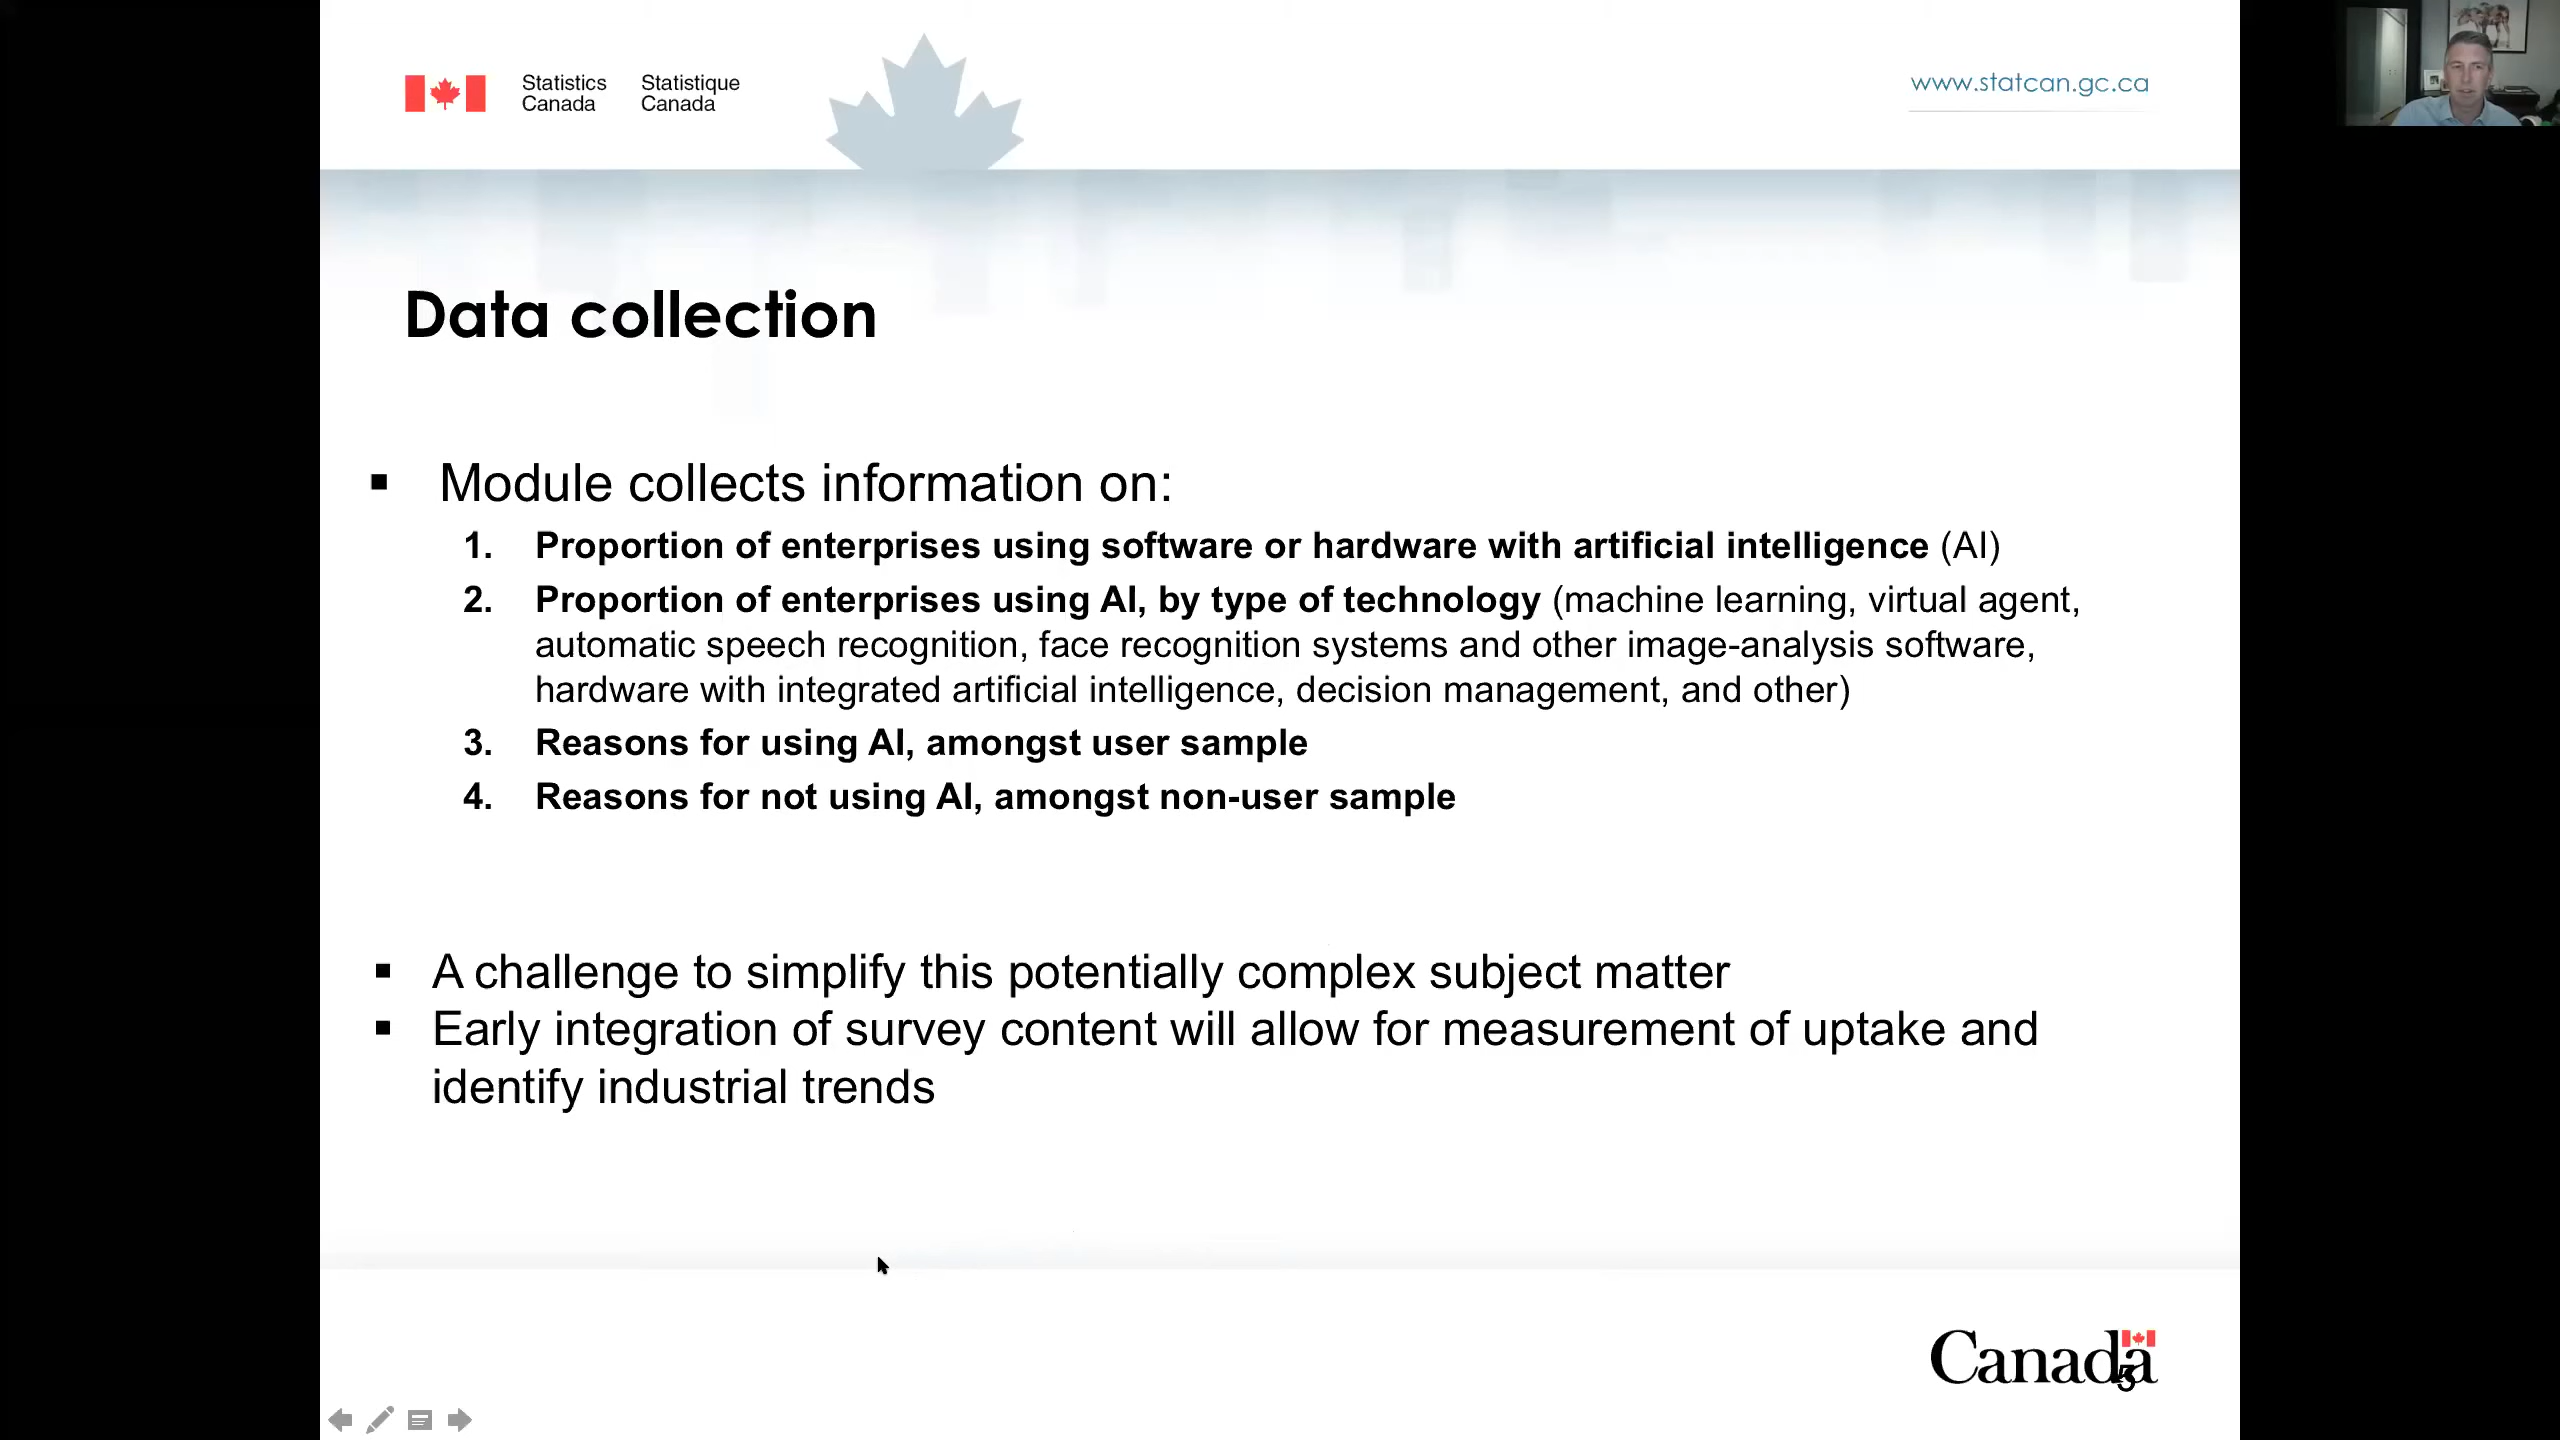 Statistics Statistique
Canada Canada
www.statcan.gc.ca
Data collection
▪ Module collects information on:
1. Proportion of enterprises using software or hardware with artificial intelligence (AI)
2. Proportion of enterprises using AI, by type of technology (machine learning, virtual agent,
automatic speech recognition, face recognition systems and other image-analysis software,
hardware with integrated artificial intelligence, decision management, and other)
3. Reasons for using AI, amongst user sample
4. Reasons for not using AI, amongst non-user sample
▪ A challenge to simplify this potentially complex subject matter
▪ Early integration of survey content will allow for measurement of uptake and
identify industrial trends
Canada
5